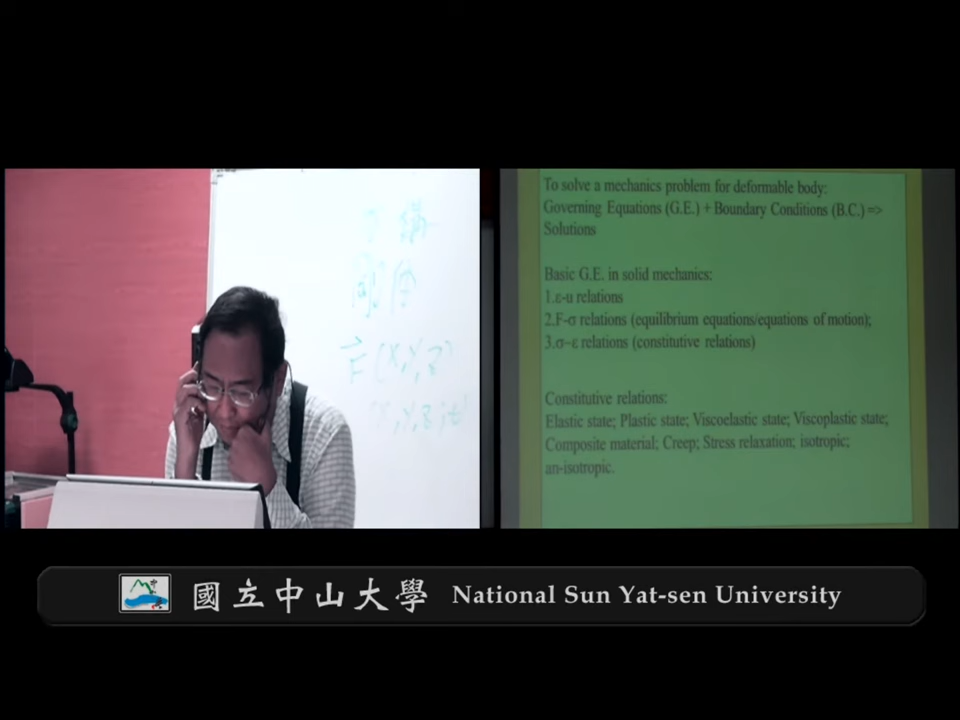 構
剛体
F(X,Y,Z)
(X,Y,Z;t)
To solve a mechanics problem for deformable body:
Governing Equations (G.E.) + Boundary Conditions (B.C.) =>
Solutions
Basic G.E. in solid mechanics:
1.ε-u relations
2.F-σ relations (equilibrium equations/equations of motion);
3.σ−ε relations (constitutive relations)
Constitutive relations:
Elastic state; Plastic state; Viscoelastic state; Viscoplastic state;
Composite material; Creep; Stress relaxation; isotropic;
an-isotropic.
國立中山大學 National Sun Yat-sen University